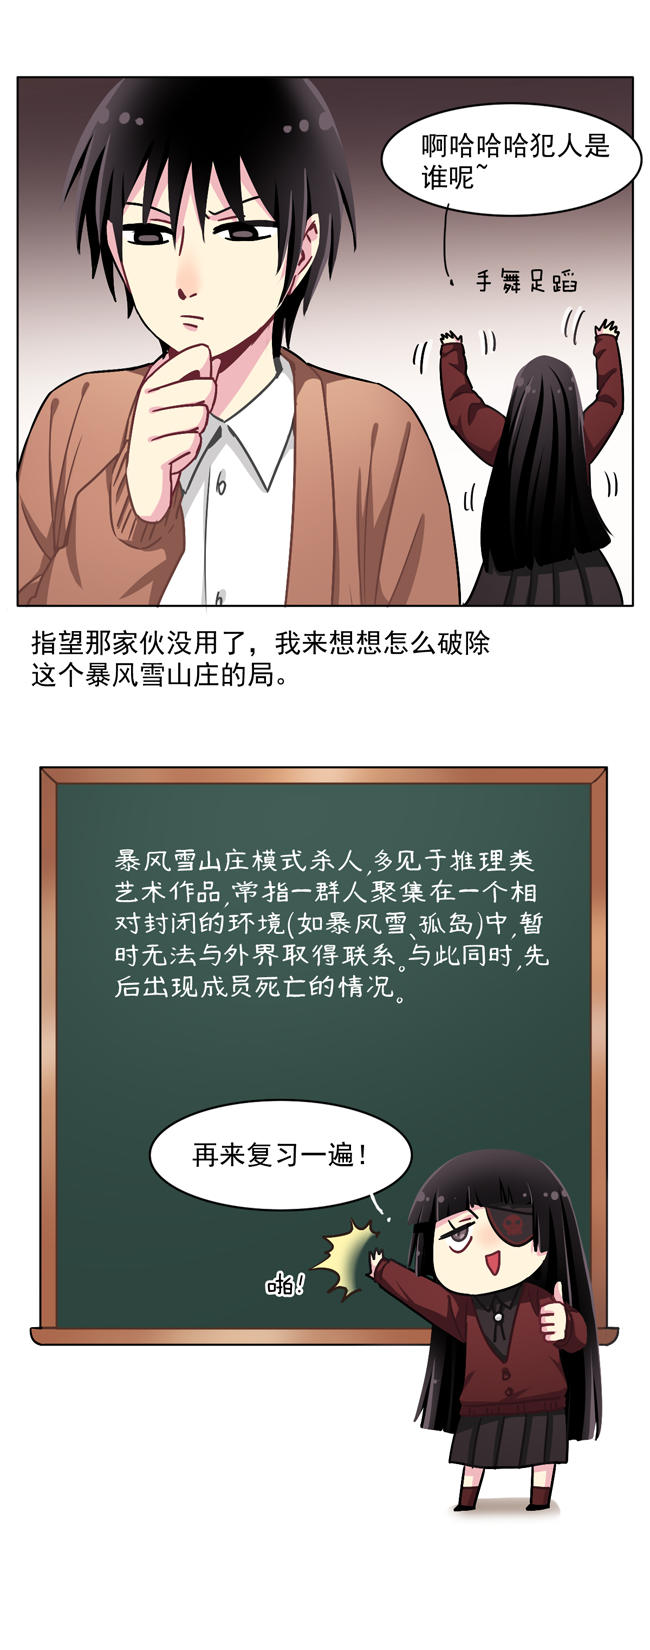 啊哈哈哈犯人是
谁呢~
手舞足蹈
指望那家伙没用了，我来想想怎么破除
这个暴风雪山庄的局。
暴风雪山庄模式杀人,多见于推理类
艺术作品,常指一群人聚集在一个相
对封闭的环境(如暴风雪、孤岛)中,暂
时无法与外界取得联系。与此同时,先
后出现成员死亡的情况。
再来复习一遍!
啪!